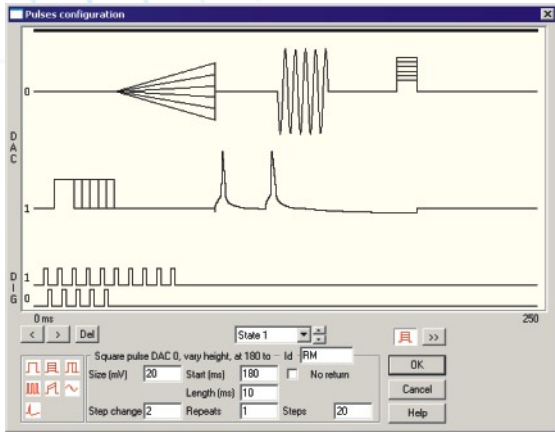 Pulses configuration
0
D
A
C
1
D
I
G
1
0
0 ms
250
<
>
Del
State 1
>>
Square pulse DAC 0, vary height, at 180 to
Id
RM
Size (mV)
20
Start (ms)
180
No return
Length (ms)
10
Step change
2
Repeats
1
Steps
20
OK
Cancel
Help